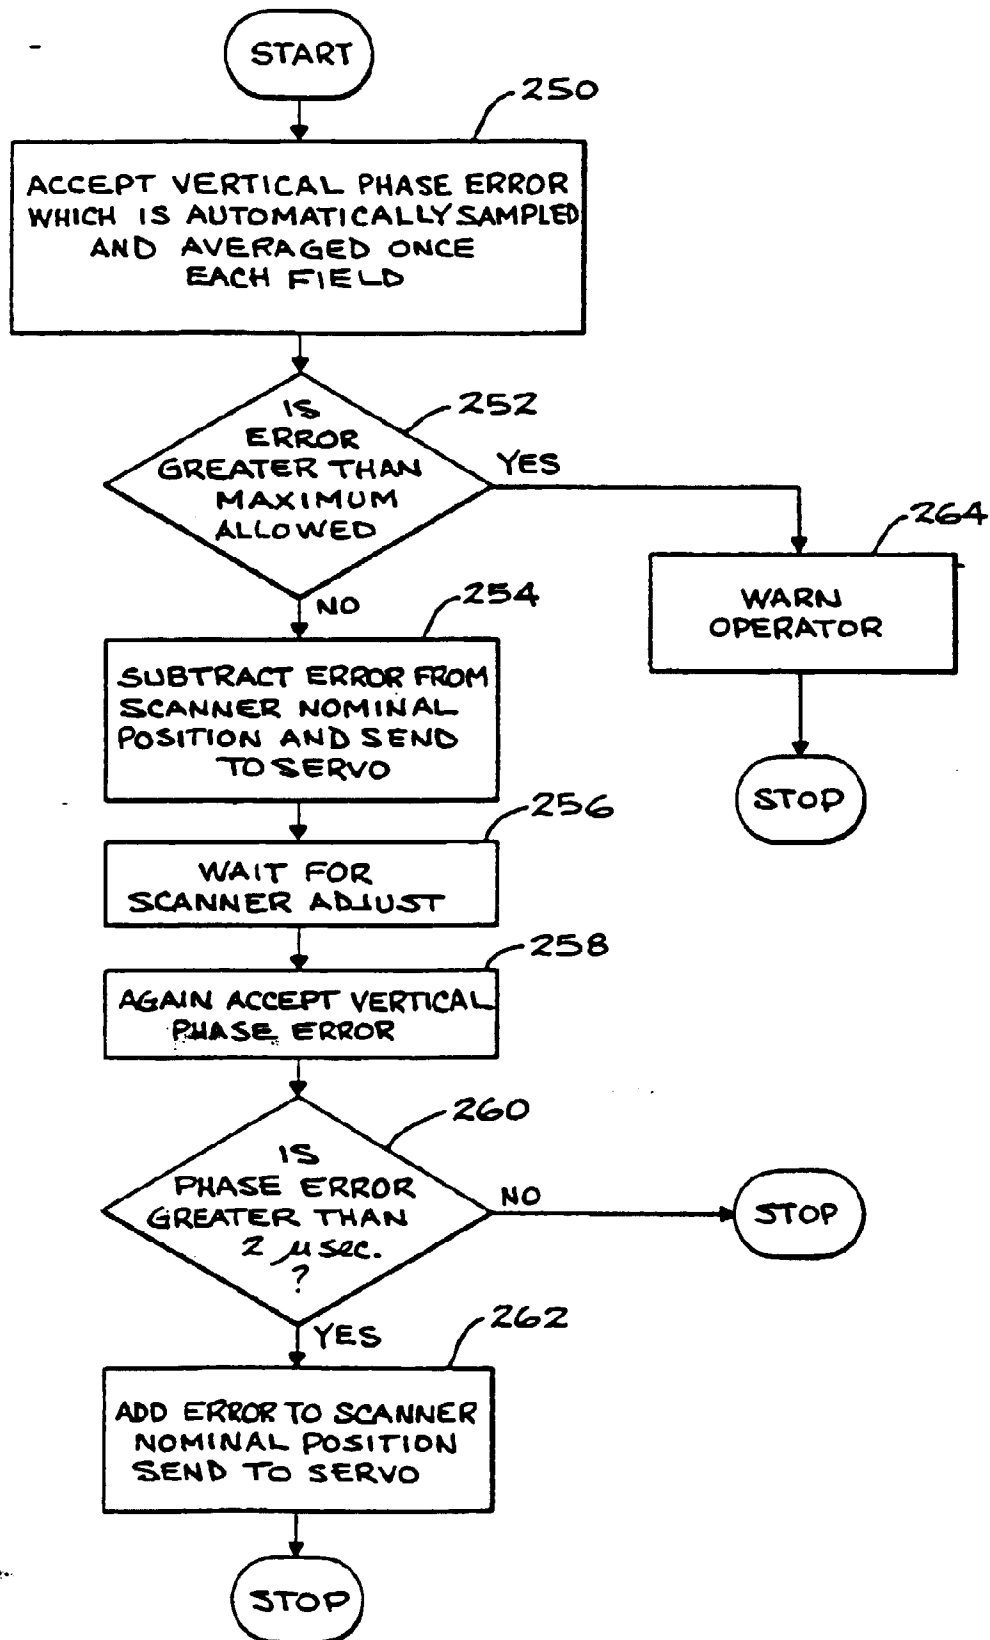 START
250
ACCEPT VERTICAL PHASE ERROR
WHICH IS AUTOMATICALLY SAMPLED
AND AVERAGED ONCE
EACH FIELD
252
IS
ERROR
GREATER THAN
MAXIMUM
ALLOWED
YES
264
WARN
OPERATOR
STOP
NO
254
SUBTRACT ERROR FROM
SCANNER NOMINAL
POSITION AND SEND
TO SERVO
256
WAIT FOR
SCANNER ADJUST
258
AGAIN ACCEPT VERTICAL
PHASE ERROR
260
IS
PHASE ERROR
GREATER THAN
2 μsec.
?
NO
STOP
YES
262
ADD ERROR TO SCANNER
NOMINAL POSITION
SEND TO SERVO
STOP